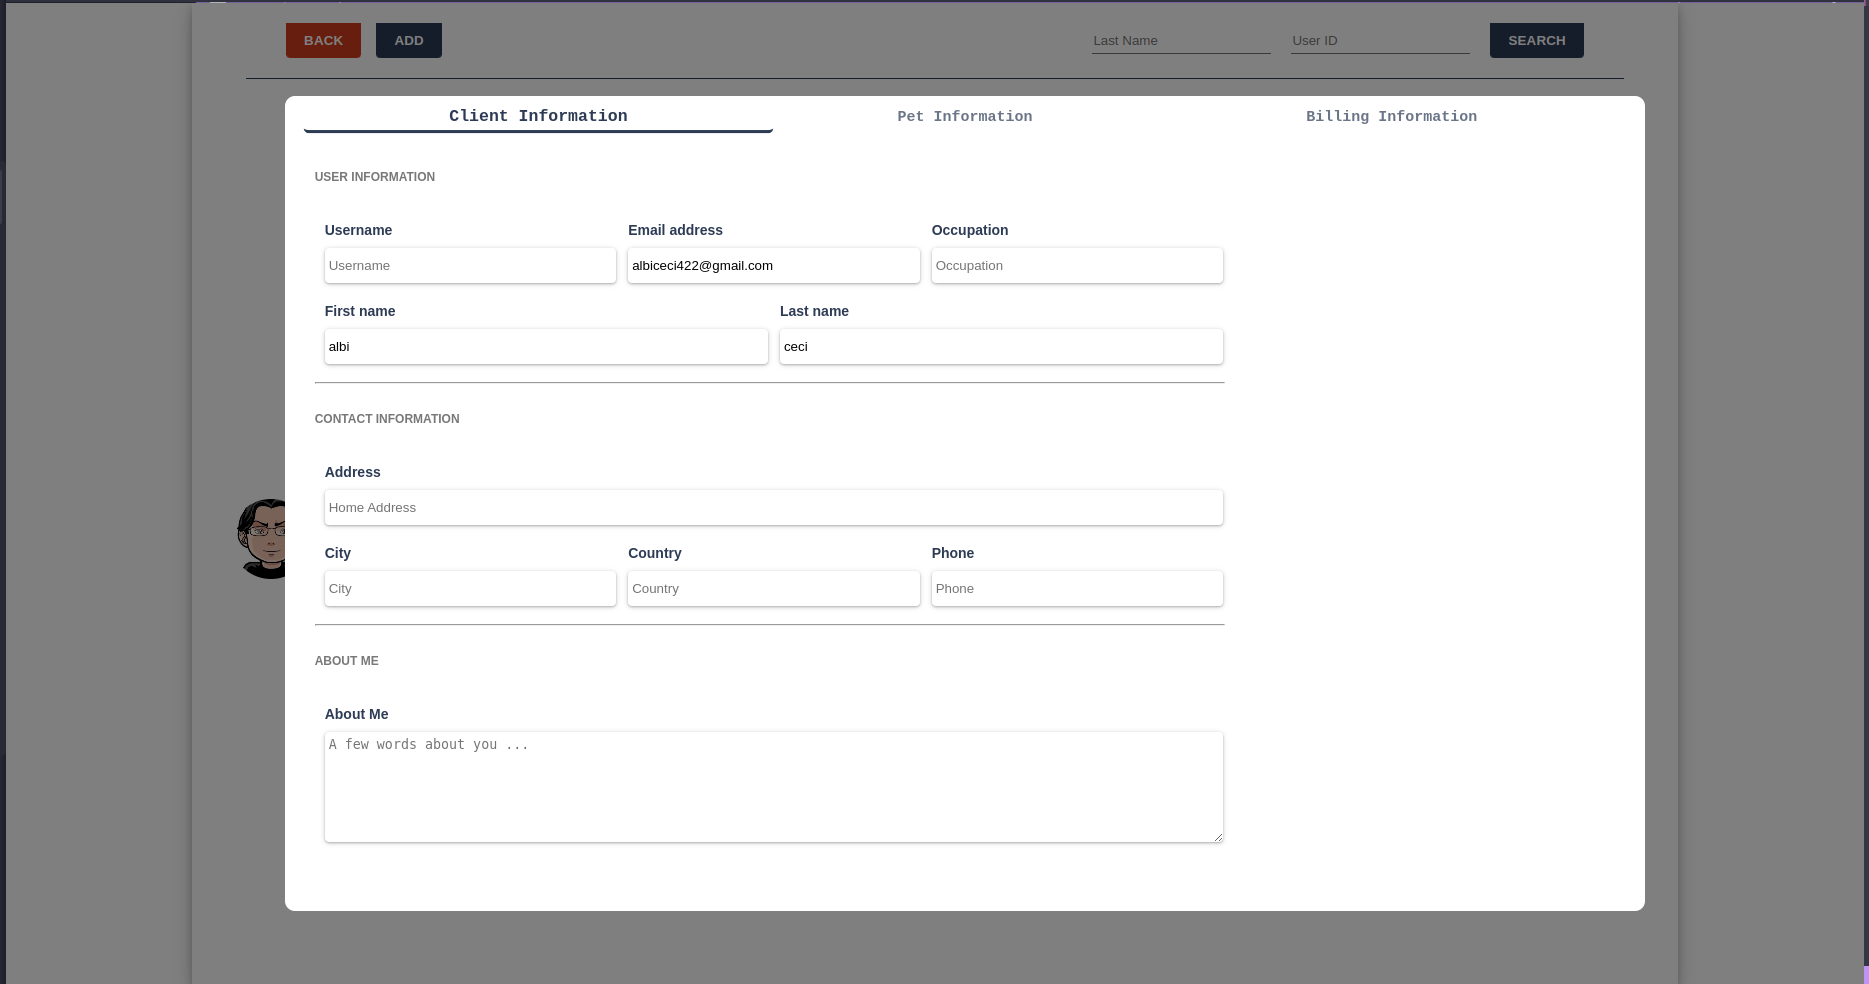 BACK ADD Last Name User ID SEARCH
Client Information Pet Information Billing Information
USER INFORMATION
Username Email address Occupation
Username albiceci422@gmail.com Occupation
First name Last name
albi ceci
CONTACT INFORMATION
Address
Home Address
City Country Phone
City Country Phone
ABOUT ME
About Me
A few words about you ...